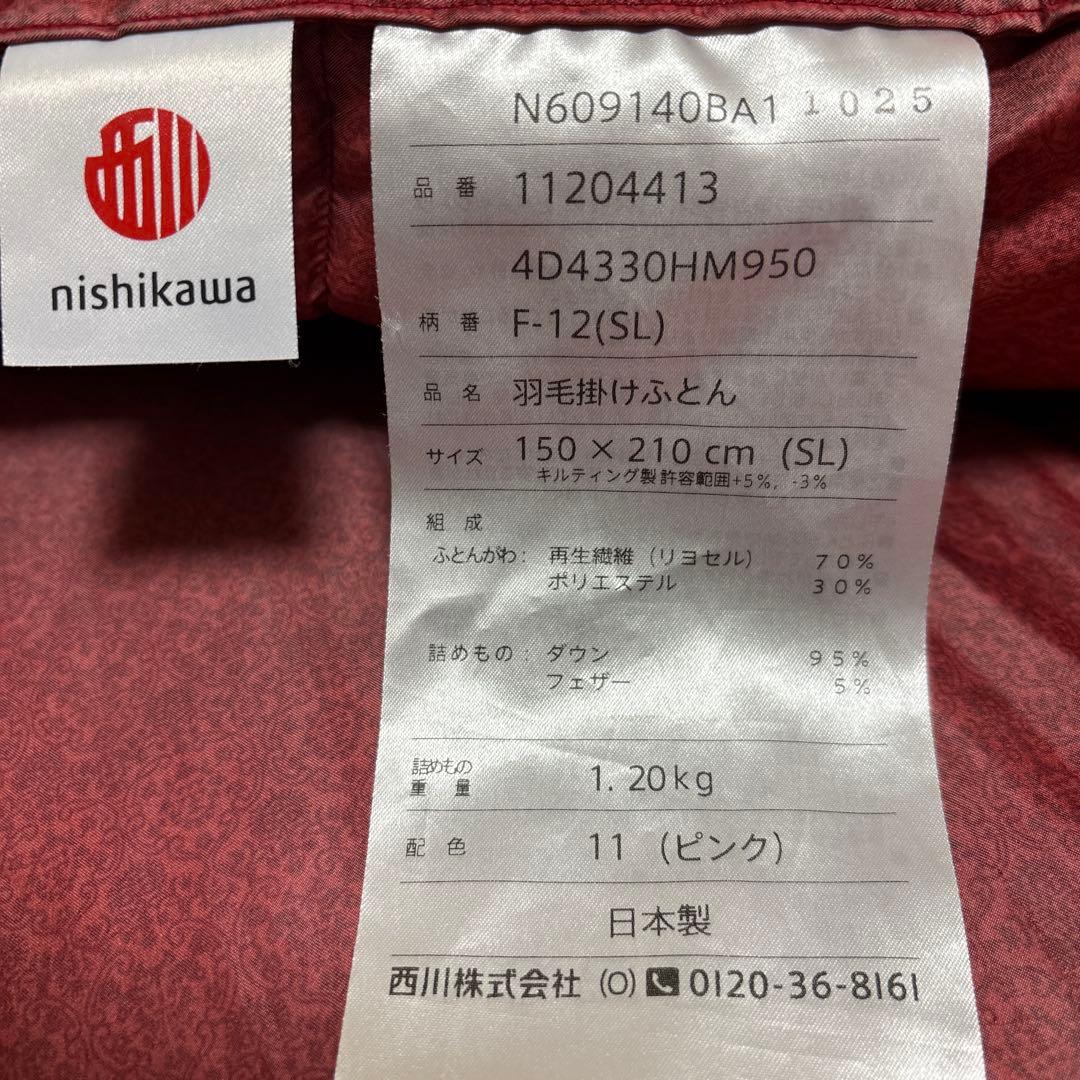 西川
nishikawa
N609140BA1 1025
品番 11204413
4D4330HM950
柄番 F-12(SL)
品名 羽毛掛けふとん
サイズ 150 × 210 cm (SL)
キルティング製 許容範囲+5%, -3%
組成
ふとんがわ: 再生繊維 (リヨセル) 70%
ポリエステル 30%
詰めもの: ダウン 95%
フェザー 5%
詰めもの
重量 1.20kg
配色 11 (ピンク)
日本製
西川株式会社 (O) 0120-36-8161